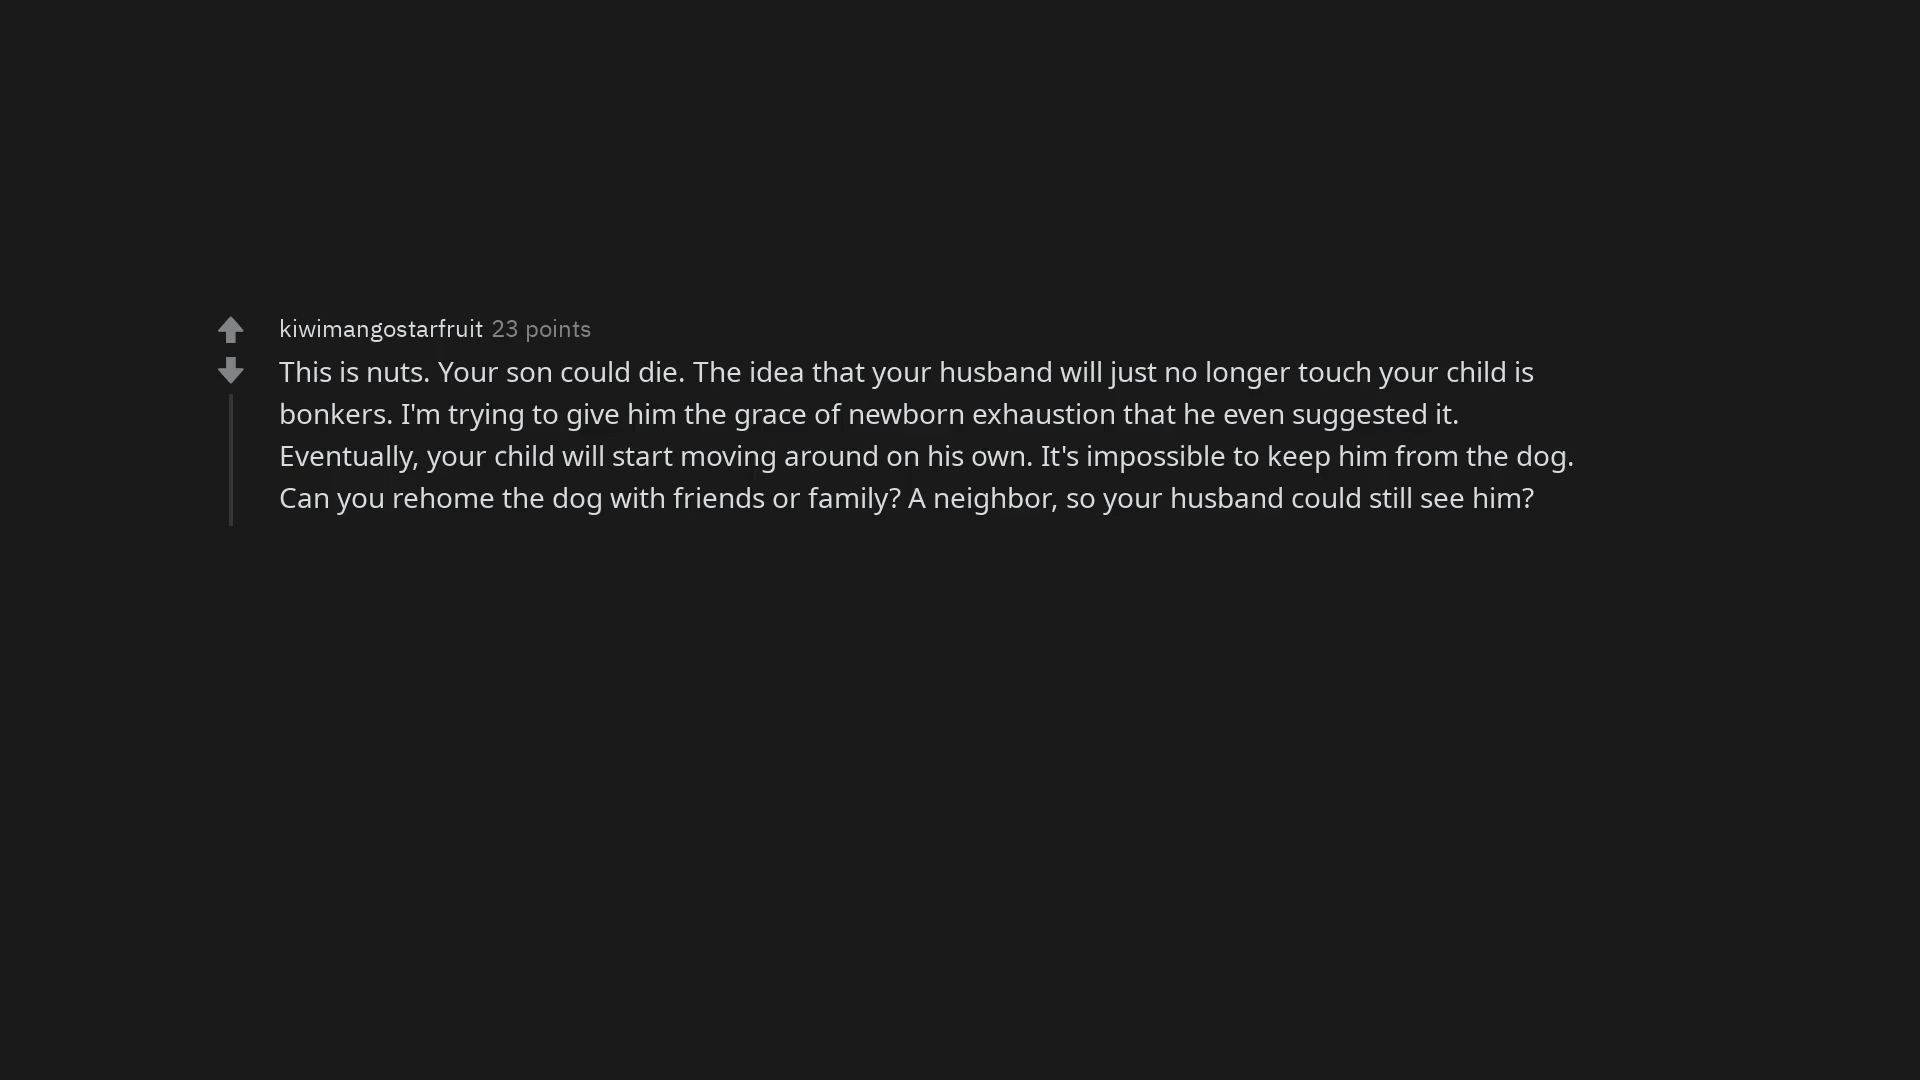 kiwimangostarfruit 23 points
This is nuts. Your son could die. The idea that your husband will just no longer touch your child is
bonkers. I'm trying to give him the grace of newborn exhaustion that he even suggested it.
Eventually, your child will start moving around on his own. It's impossible to keep him from the dog.
Can you rehome the dog with friends or family? A neighbor, so your husband could still see him?